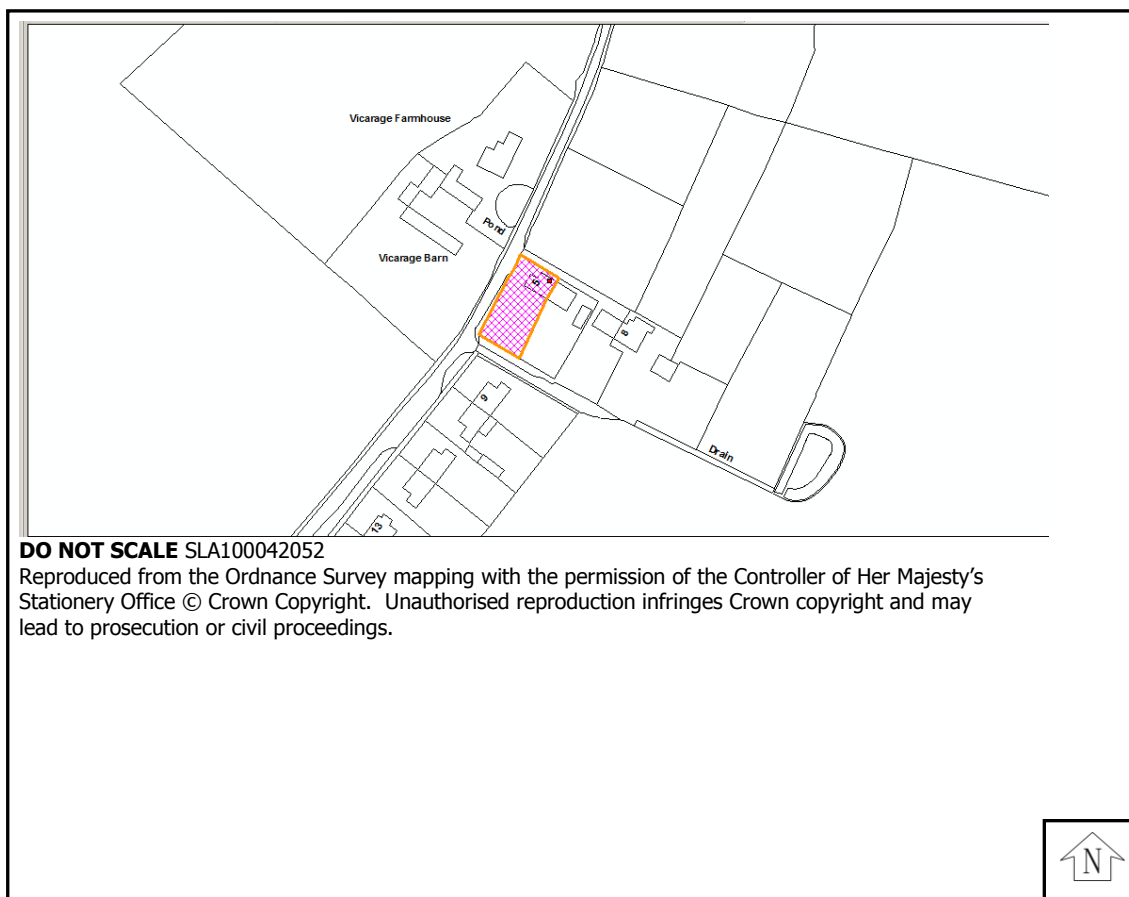 Vicarage Farmhouse
Pond
Vicarage Barn
5
8
9
Drain
13
DO NOT SCALE SLA100042052
Reproduced from the Ordnance Survey mapping with the permission of the Controller of Her Majesty's
Stationery Office © Crown Copyright. Unauthorised reproduction infringes Crown copyright and may
lead to prosecution or civil proceedings.
N